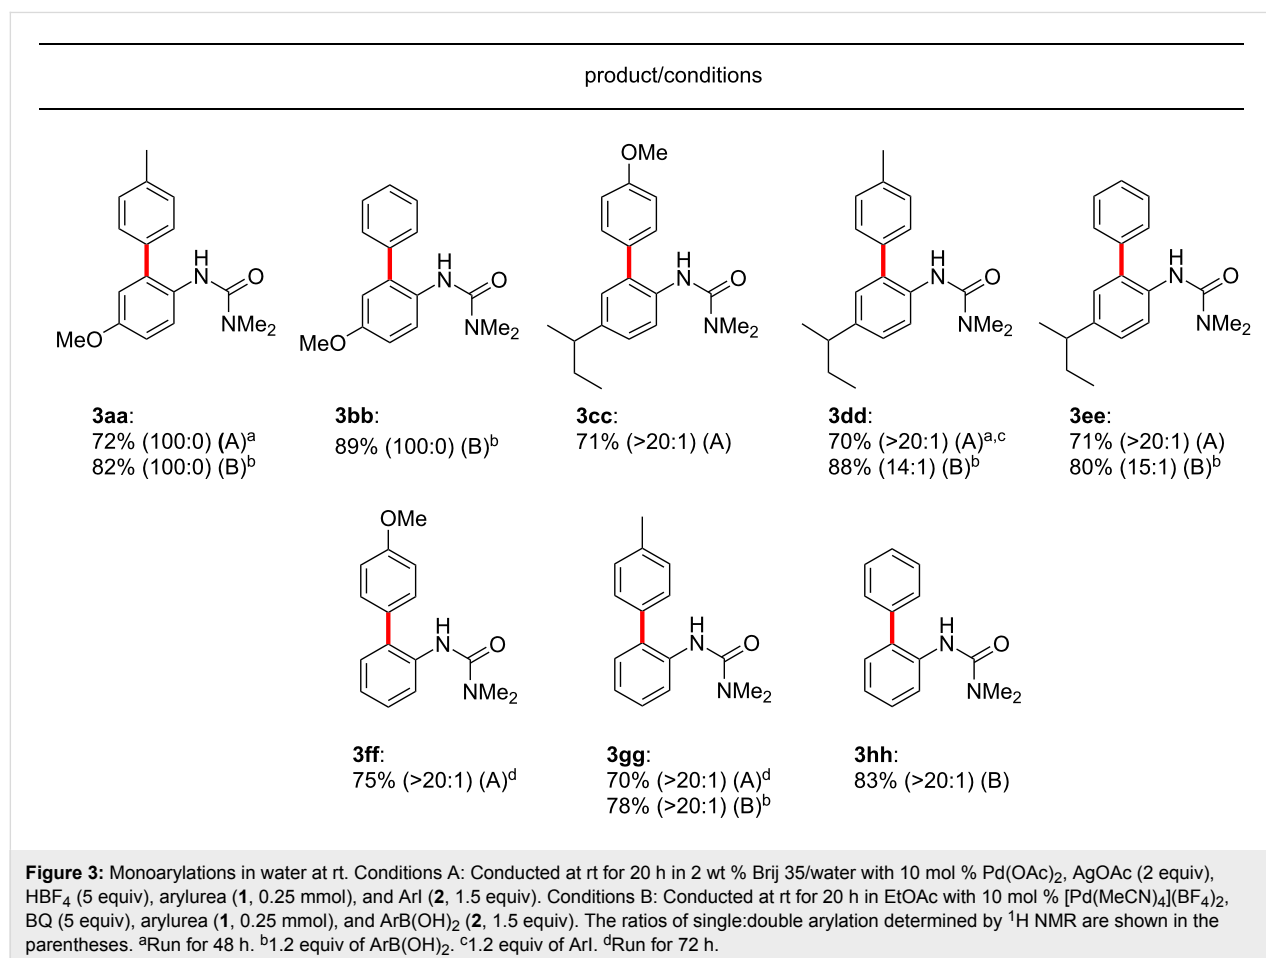 product/conditions
OMe
H
N
O
NMe2
MeO
H
N
O
NMe2
MeO
H
N
O
NMe2
H
N
O
NMe2
H
N
O
NMe2
3aa:
72% (100:0) (A)a
82% (100:0) (B)b
3bb:
89% (100:0) (B)b
3cc:
71% (>20:1) (A)
3dd:
70% (>20:1) (A)a,c
88% (14:1) (B)b
3ee:
71% (>20:1) (A)
80% (15:1) (B)b
OMe
H
N
O
NMe2
H
N
O
NMe2
H
N
O
NMe2
3ff:
75% (>20:1) (A)d
3gg:
70% (>20:1) (A)d
78% (>20:1) (B)b
3hh:
83% (>20:1) (B)
Figure 3: Monoarylations in water at rt. Conditions A: Conducted at rt for 20 h in 2 wt % Brij 35/water with 10 mol % Pd(OAc)2, AgOAc (2 equiv),
HBF4 (5 equiv), arylurea (1, 0.25 mmol), and ArI (2, 1.5 equiv). Conditions B: Conducted at rt for 20 h in EtOAc with 10 mol % [Pd(MeCN)4](BF4)2,
BQ (5 equiv), arylurea (1, 0.25 mmol), and ArB(OH)2 (2, 1.5 equiv). The ratios of single:double arylation determined by 1H NMR are shown in the
parentheses. aRun for 48 h. b1.2 equiv of ArB(OH)2. c1.2 equiv of ArI. dRun for 72 h.